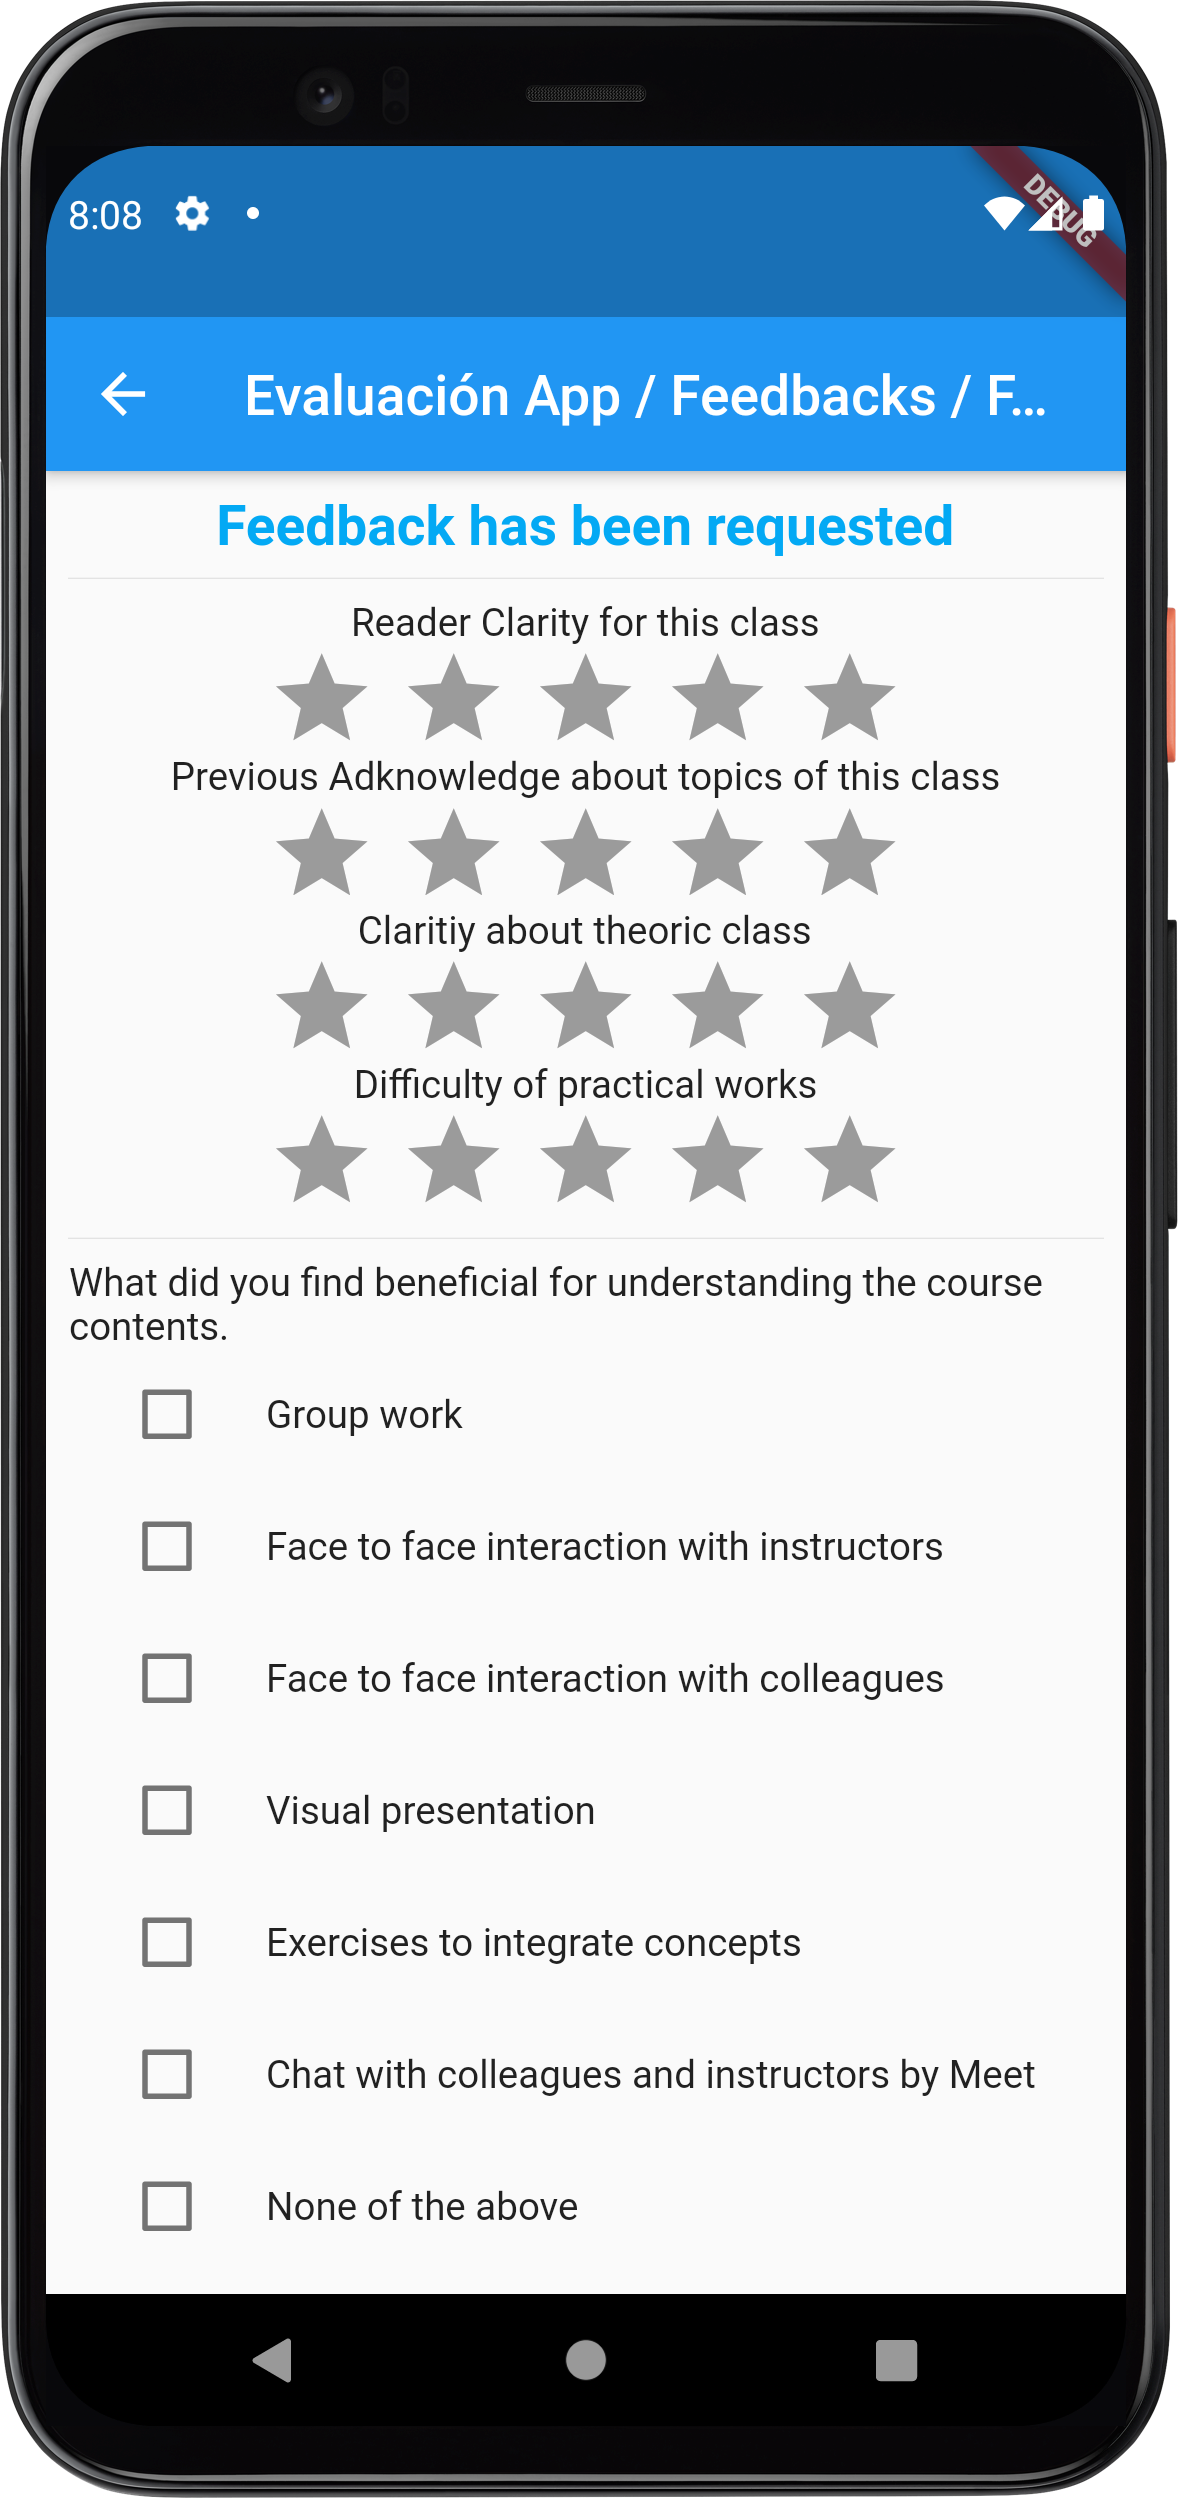 8:08
DEBUG
Evaluación App / Feedbacks / F...
Feedback has been requested
Reader Clarity for this class
Previous Adknowledge about topics of this class
Claritiy about theoric class
Difficulty of practical works
What did you find beneficial for understanding the course
contents.
Group work
Face to face interaction with instructors
Face to face interaction with colleagues
Visual presentation
Exercises to integrate concepts
Chat with colleagues and instructors by Meet
None of the above